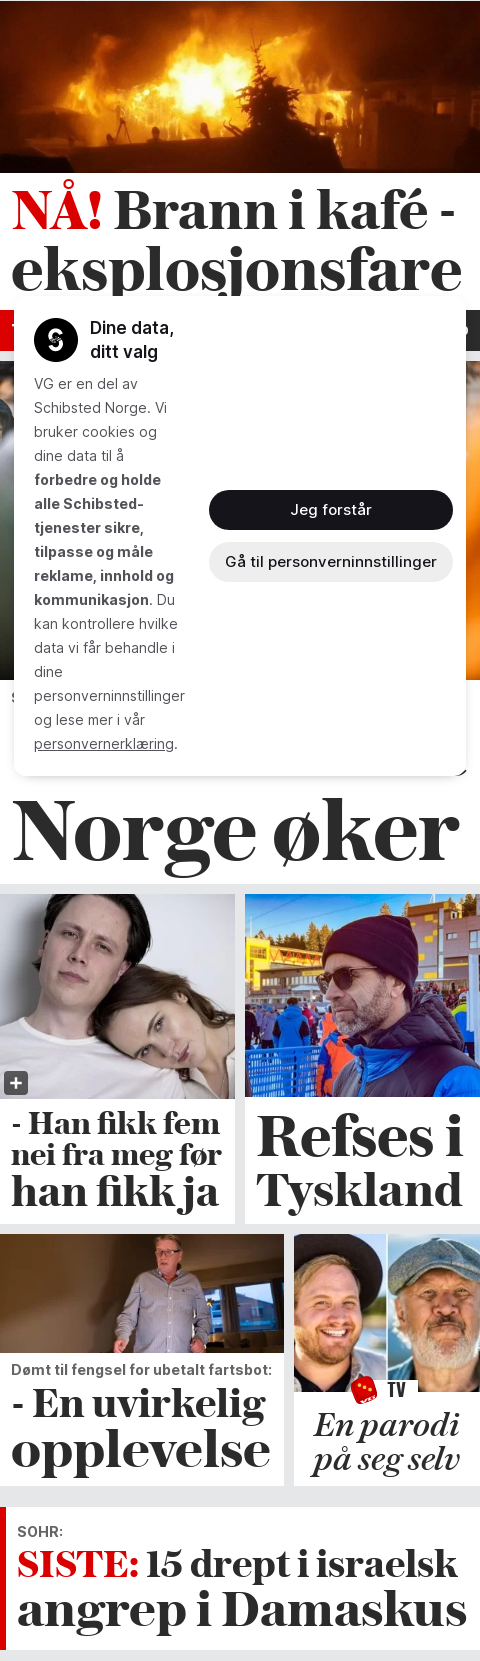 NÅ! Brann i kafé -
eksplosjonsfare
Dine data,
ditt valg
VG er en del av
Schibsted Norge. Vi
bruker cookies og
dine data til å
forbedre og holde
alle Schibsted-
tjenester sikre,
tilpasse og måle
reklame, innhold og
kommunikasjon. Du
kan kontrollere hvilke
data vi får behandle i
dine
personverninnstillinger
og lese mer i vår
personvernerklæring.
Jeg forstår
Gå til personverninnstillinger
Norge øker
- Han fikk fem
nei fra meg før
han fikk ja
Refses i
Tyskland
Dømt til fengsel for ubetalt fartsbot:
- En uvirkelig
opplevelse
TV
En parodi
på seg selv
SOHR:
SISTE: 15 drept i israelsk
angrep i Damaskus